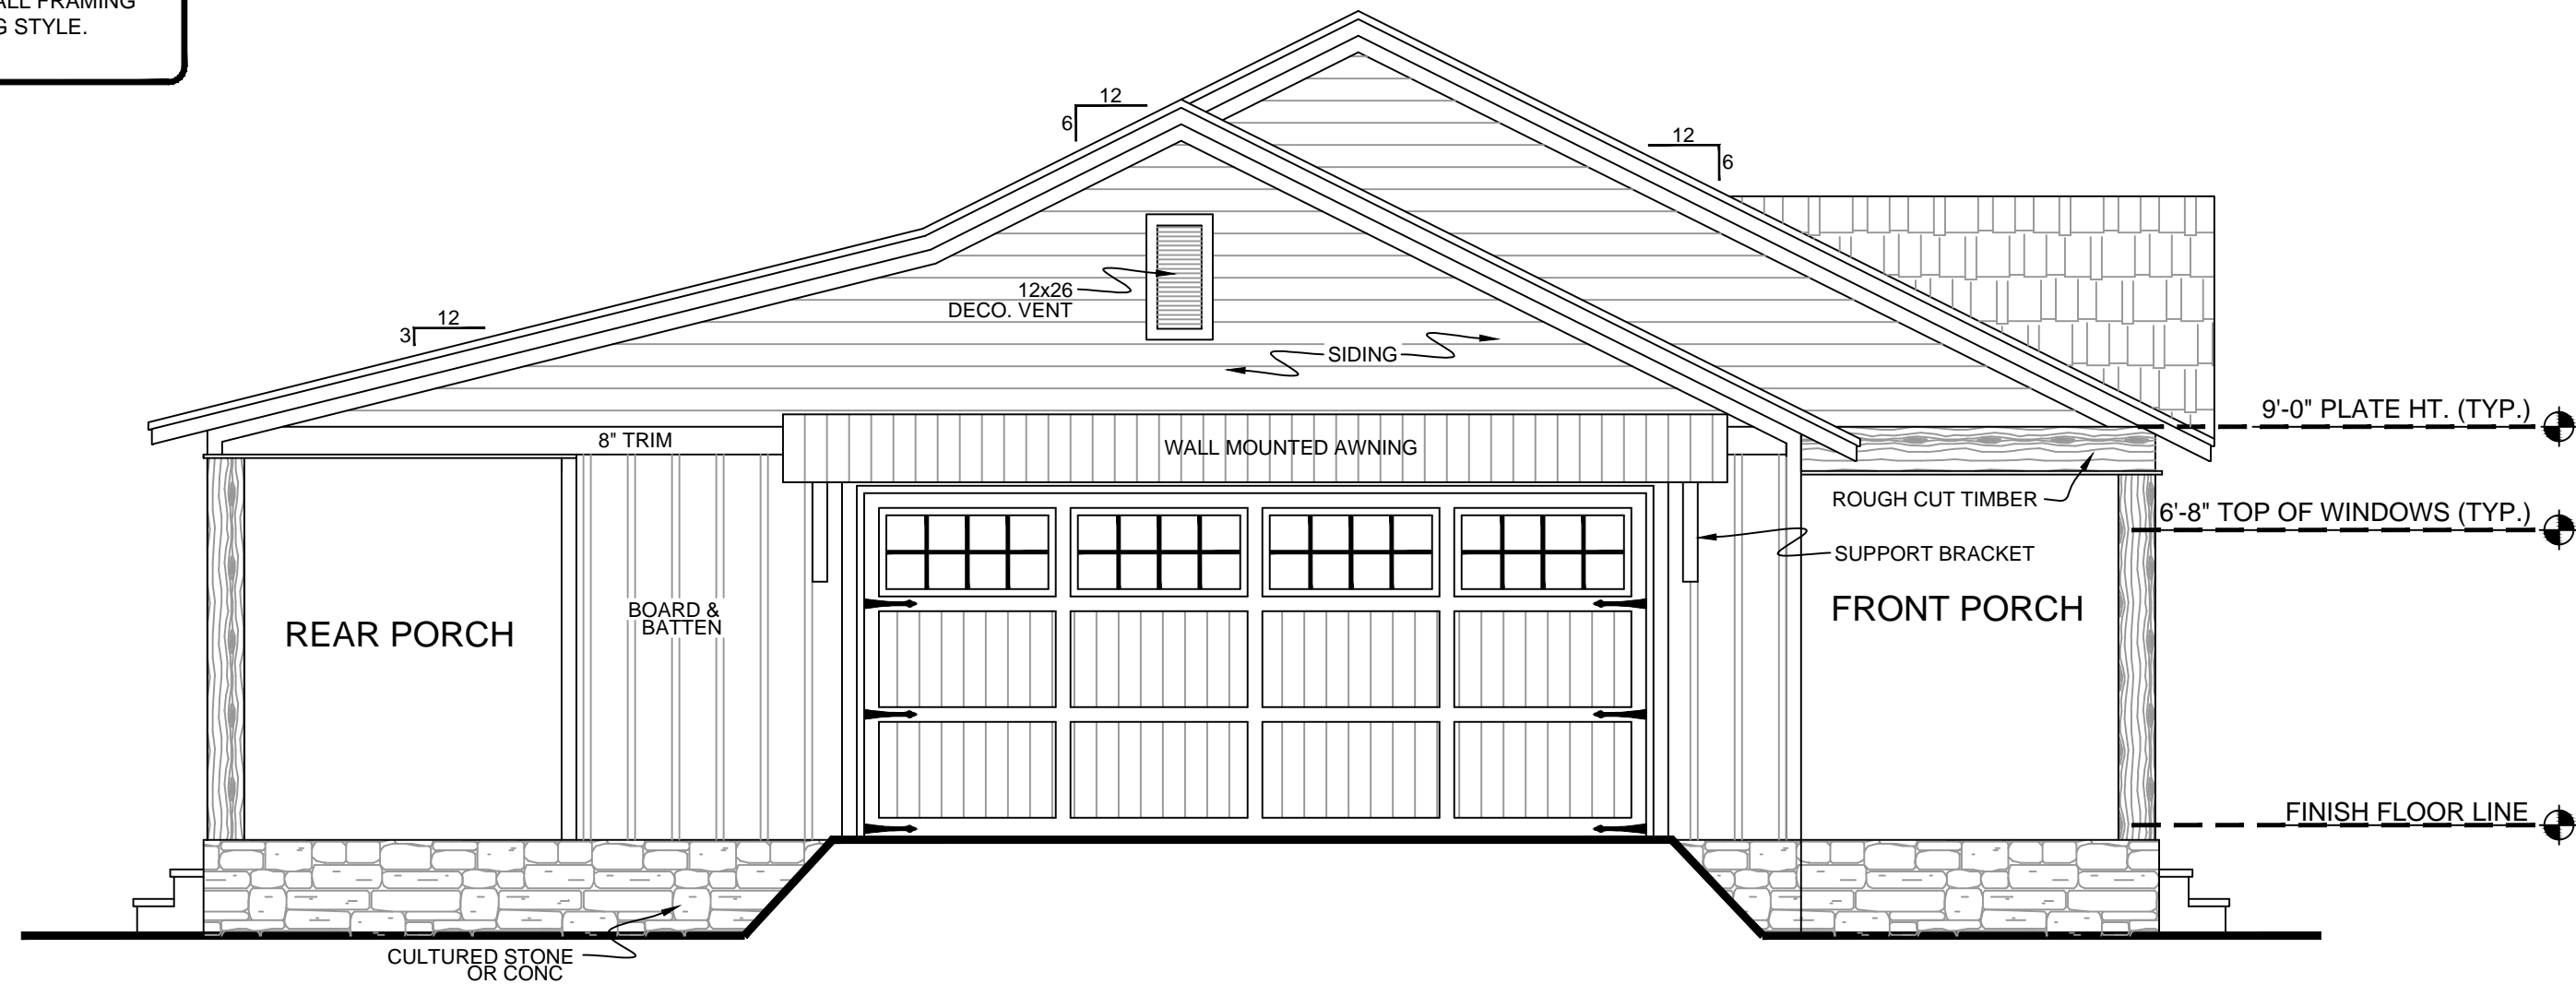 ALL FRAMING
STYLE.
12
6
12
6
12x26
DECO. VENT
12
3
SIDING
9'-0" PLATE HT. (TYP.)
8" TRIM
WALL MOUNTED AWNING
ROUGH CUT TIMBER
6'-8" TOP OF WINDOWS (TYP.)
SUPPORT BRACKET
BOARD &
BATTEN
REAR PORCH
FRONT PORCH
FINISH FLOOR LINE
CULTURED STONE
OR CONC